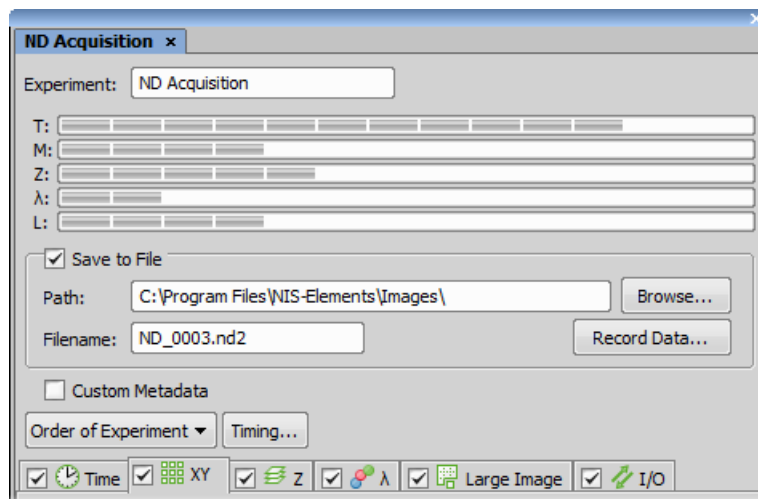 ND Acquisition x
Experiment: ND Acquisition
T:
M:
Z:
λ:
L:
Save to File
Path: C:\Program Files\NIS-Elements\Images\ Browse...
Filename: ND_0003.nd2 Record Data...
Custom Metadata
Order of Experiment Timing...
Time XY Z λ Large Image I/O